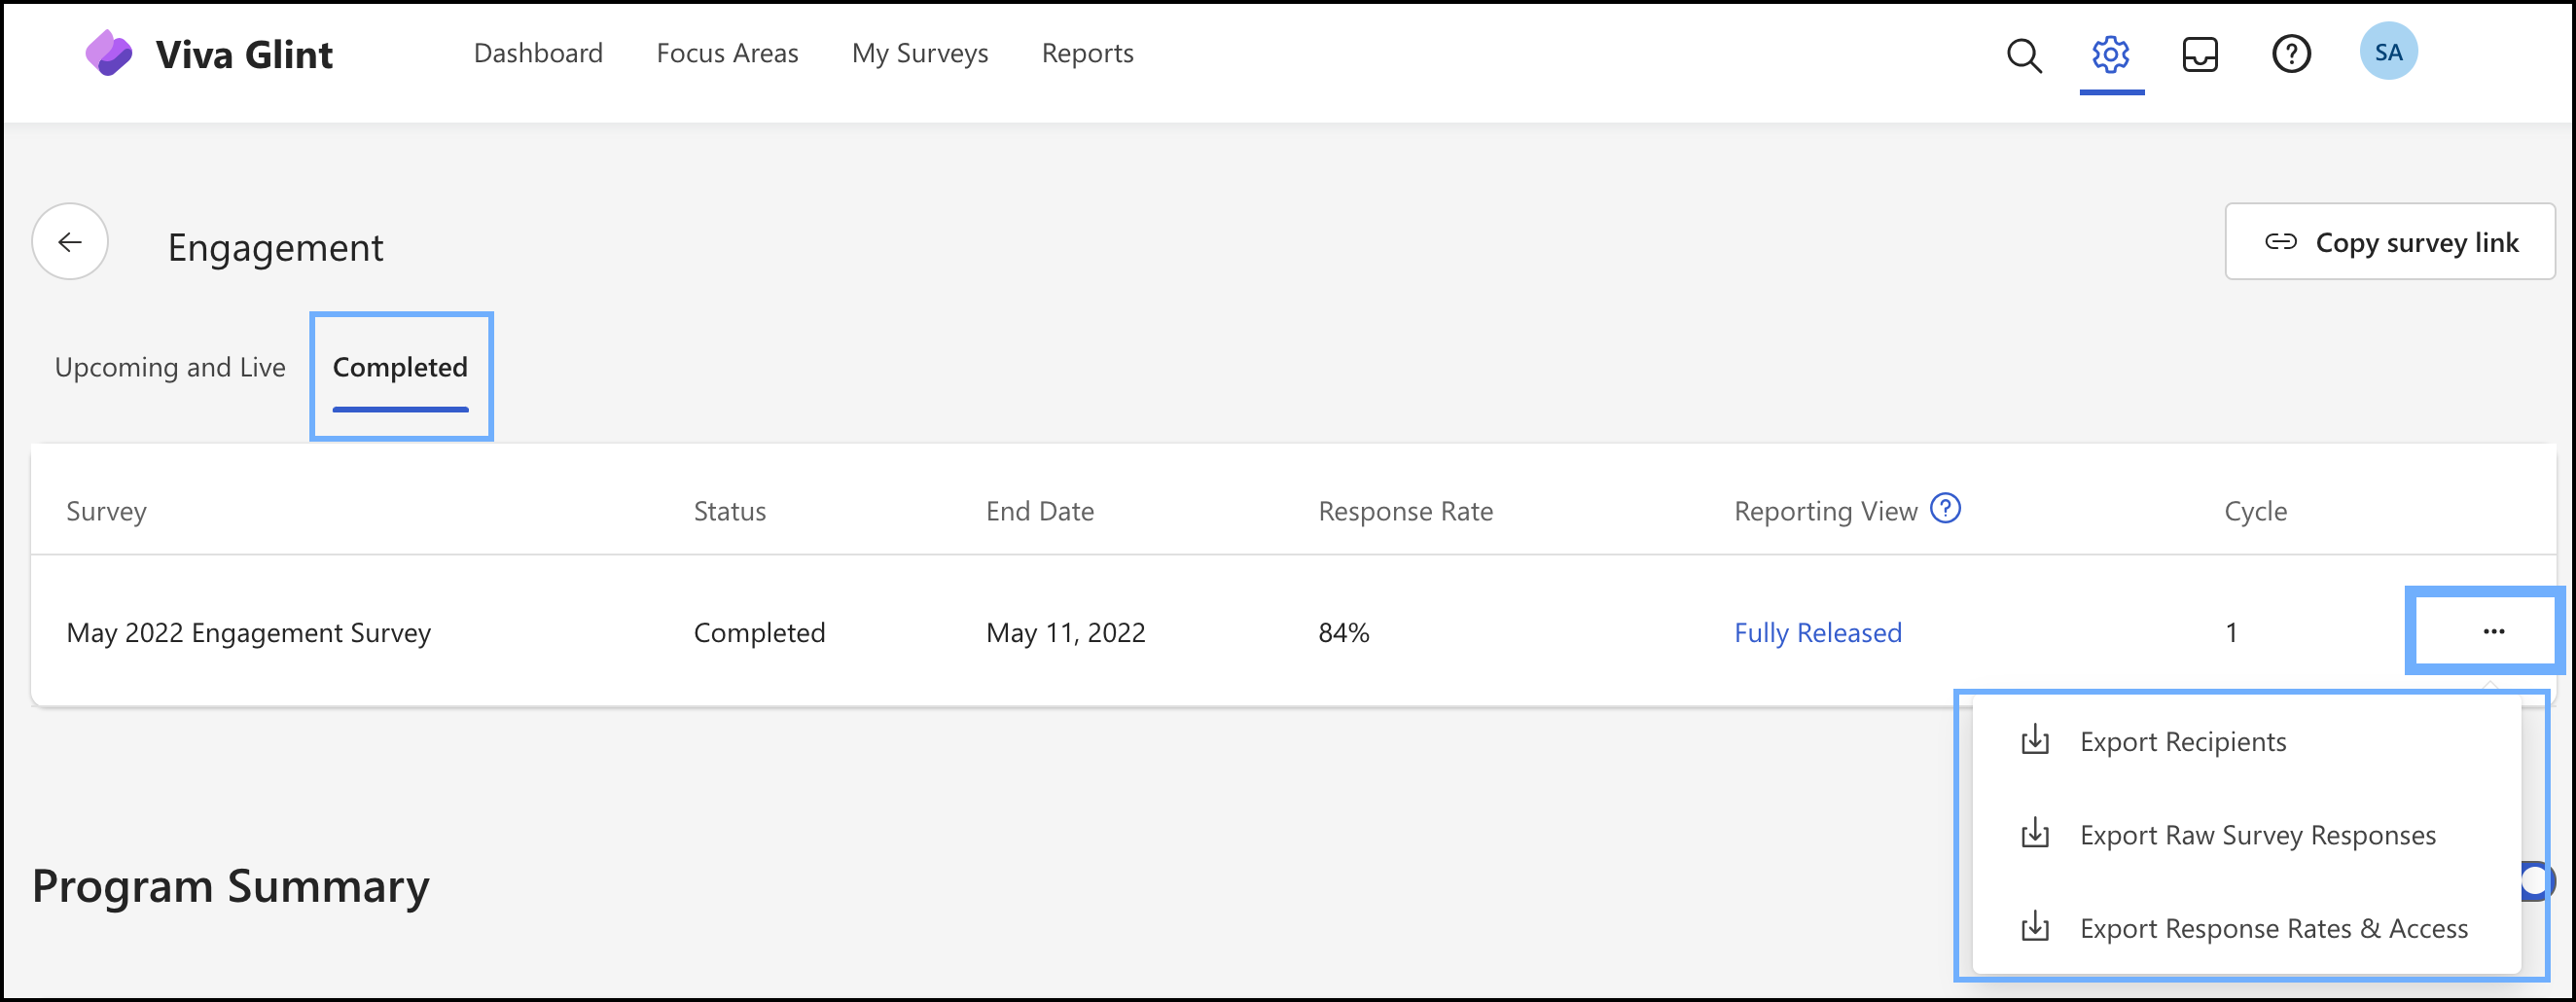 Viva Glint
Dashboard Focus Areas My Surveys Reports
SA
Engagement
Copy survey link
Upcoming and Live Completed
Survey Status End Date Response Rate Reporting View Cycle
May 2022 Engagement Survey Completed May 11, 2022 84% Fully Released 1 ...
Export Recipients
Export Raw Survey Responses
Program Summary
Export Response Rates & Access